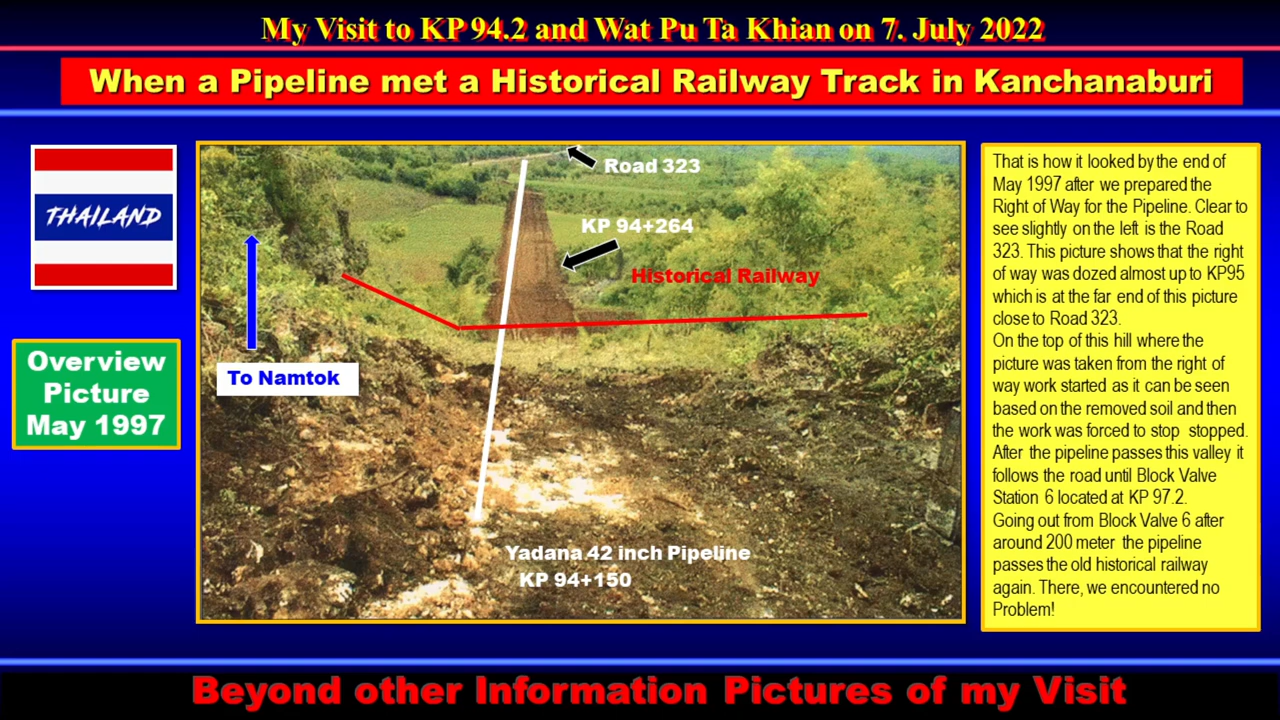 My Visit to KP 94.2 and Wat Pu Ta Khian on 7. July 2022
When a Pipeline met a Historical Railway Track in Kanchanaburi
THAILAND
Overview
Picture
May 1997
Road 323
KP 94+264
Historical Railway
To Namtok
Yadana.42 inch Pipeline
KP 94+150
That is how it looked by the end of
May 1997 after we prepared the
Right of Way for the Pipeline. Clear to
see slightly on the left is the Road
323. This picture shows that the right
of way was dozed almost up to KP95
which is at the far end of this picture
close to Road 323.
On the top of this hill where the
picture was taken from the right of
way work started as it can be seen
based on the removed soil and then
the work was forced to stop stopped.
After the pipeline passes this valley it
follows the road until Block Valve
Station 6 located at KP 97.2.
Going out from Block Valve 6 after
around 200 meter the pipeline
passes the old historical railway
again. There, we encountered no
Problem!
Beyond other Information Pictures of my Visit